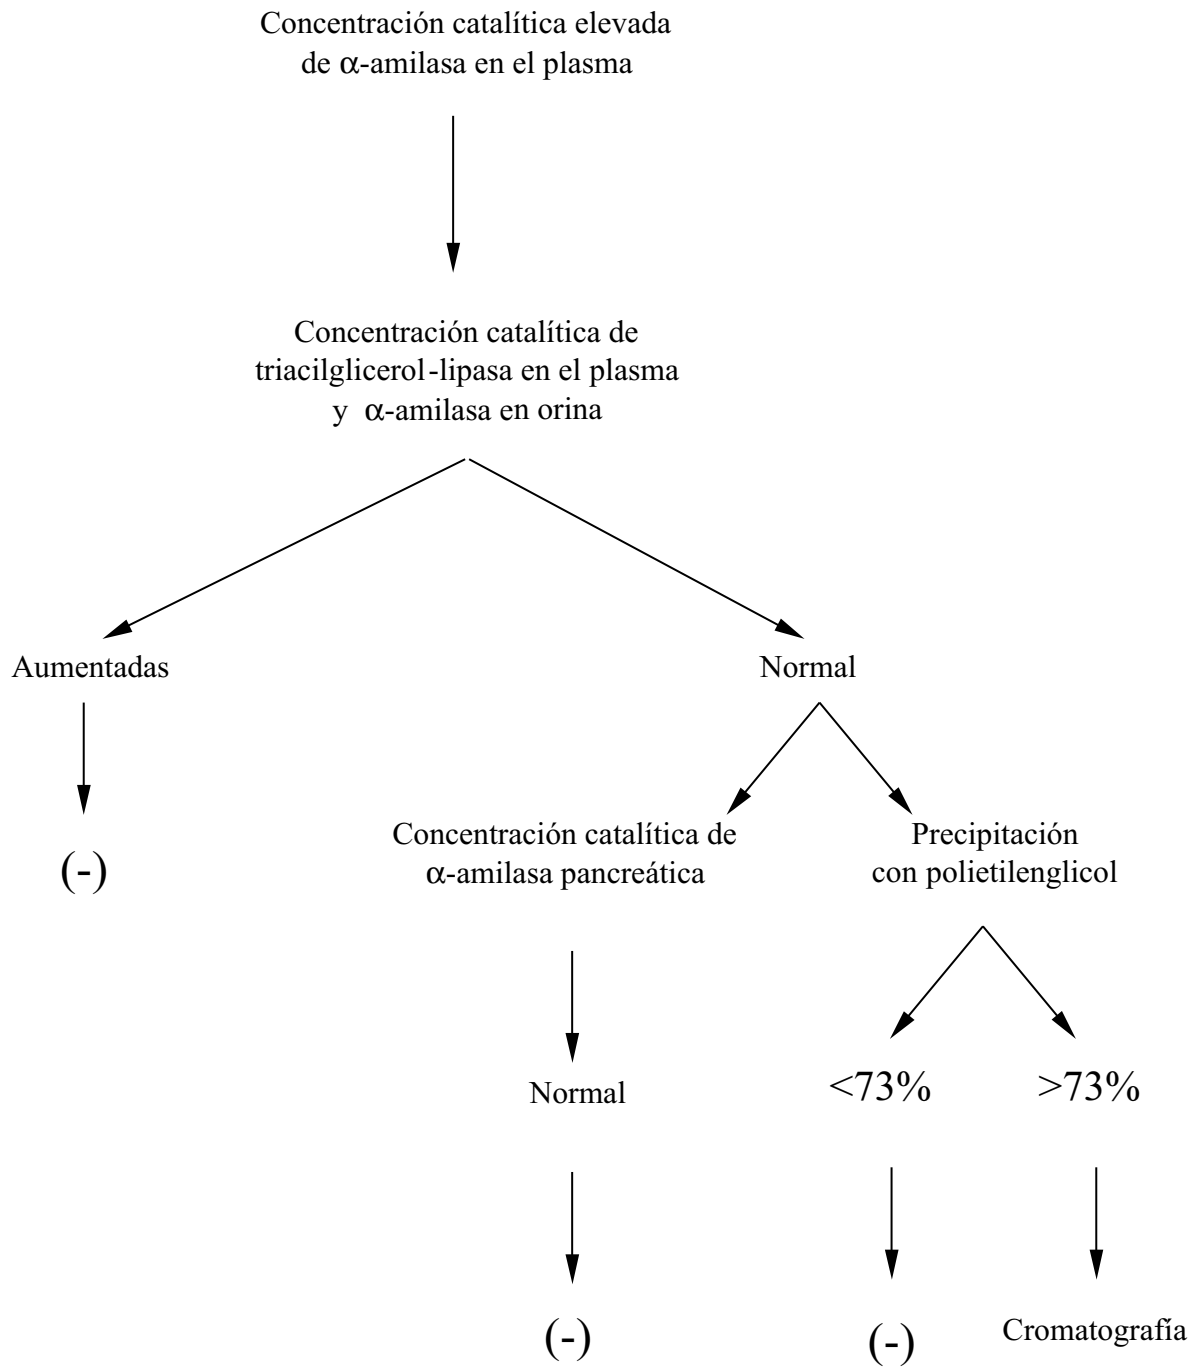 Concentración catalítica elevada
de α-amilasa en el plasma
Concentración catalítica de
triacilglicerol-lipasa en el plasma
y α-amilasa en orina
Aumentadas
Normal
(-)
Concentración catalítica de
α-amilasa pancreática
Precipitación
con polietilenglicol
Normal
<73%
>73%
(-)
(-)
Cromatografía